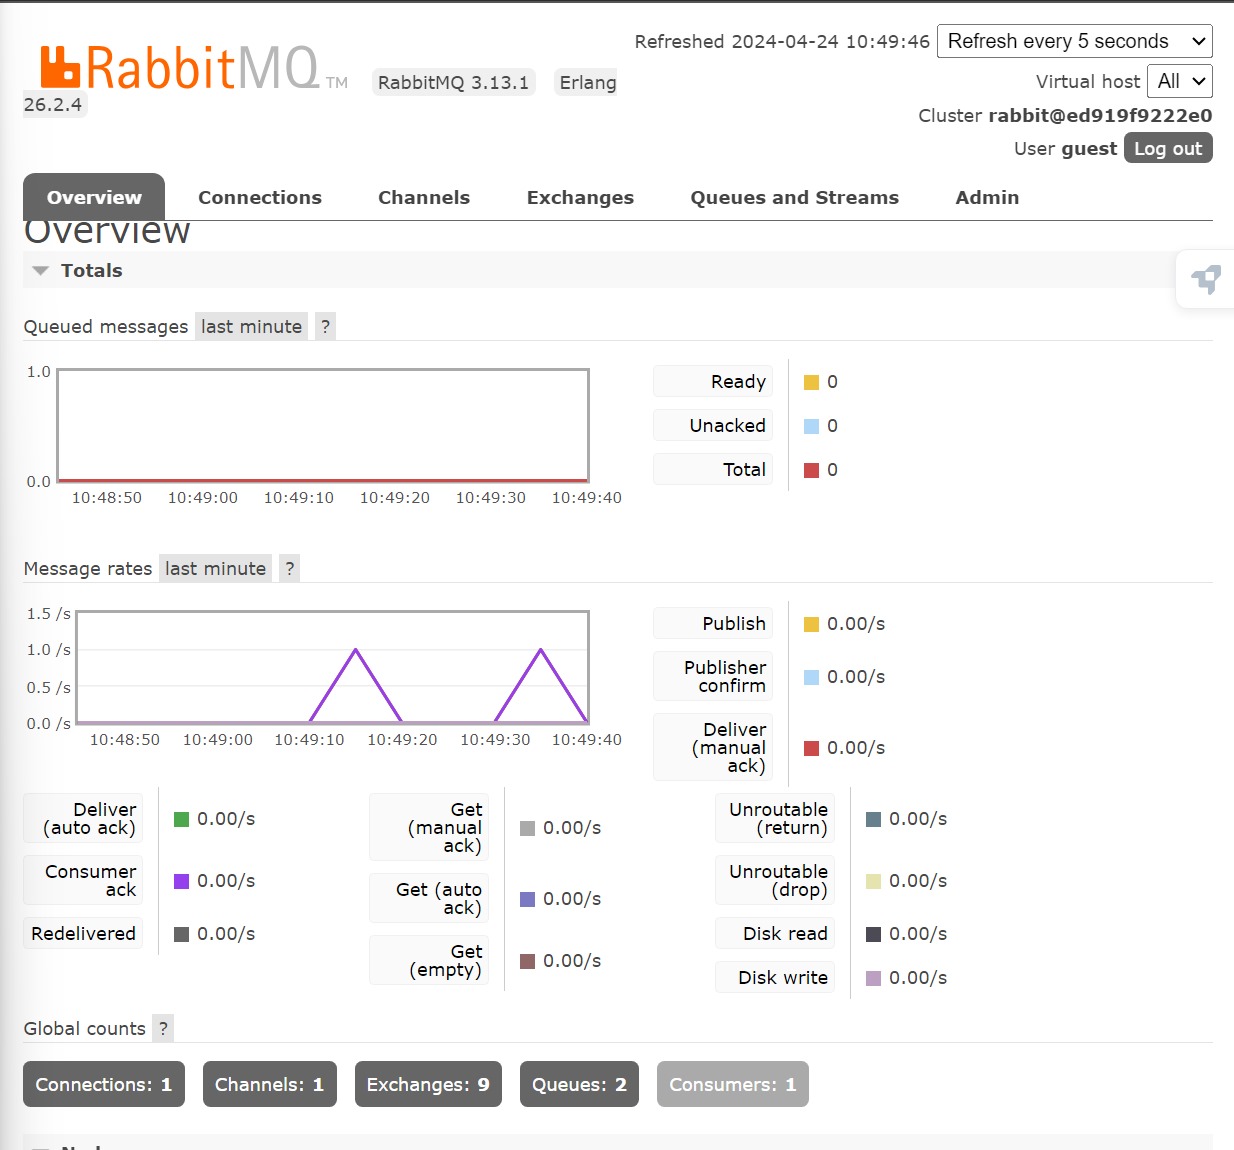 RabbitMQ TM RabbitMQ 3.13.1 Erlang
26.2.4
Refreshed 2024-04-24 10:49:46 Refresh every 5 seconds
Virtual host All
Cluster rabbit@ed919f9222e0
User guest Log out
Overview Connections Channels Exchanges Queues and Streams Admin
Overview
Totals
Queued messages last minute ?
1.0
0.0
10:48:50 10:49:00 10:49:10 10:49:20 10:49:30 10:49:40
Ready 0
Unacked 0
Total 0
Message rates last minute ?
1.5 /s
1.0 /s
0.5 /s
0.0 /s
10:48:50 10:49:00 10:49:10 10:49:20 10:49:30 10:49:40
Publish 0.00/s
Publisher
confirm 0.00/s
Deliver
(manual 0.00/s
ack)
Deliver
(auto ack) 0.00/s
Consumer
ack 0.00/s
Redelivered 0.00/s
Get
(manual 0.00/s
ack)
Get (auto
ack) 0.00/s
Get
(empty) 0.00/s
Unroutable
(return) 0.00/s
Unroutable
(drop) 0.00/s
Disk read 0.00/s
Disk write 0.00/s
Global counts ?
Connections: 1 Channels: 1 Exchanges: 9 Queues: 2 Consumers: 1